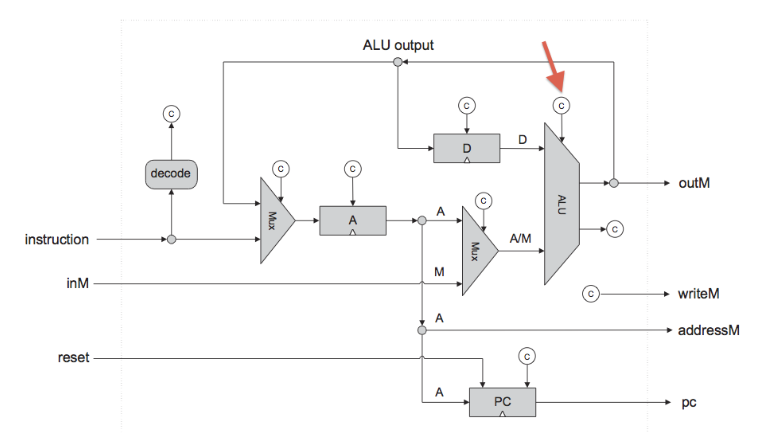 ALU output
c
c
c
D
D
decode
c
c
Mux
A
A
c
Mux
A/M
ALU
outM
c
instruction
inM
M
c
writeM
A
addressM
reset
c
A
PC
pc